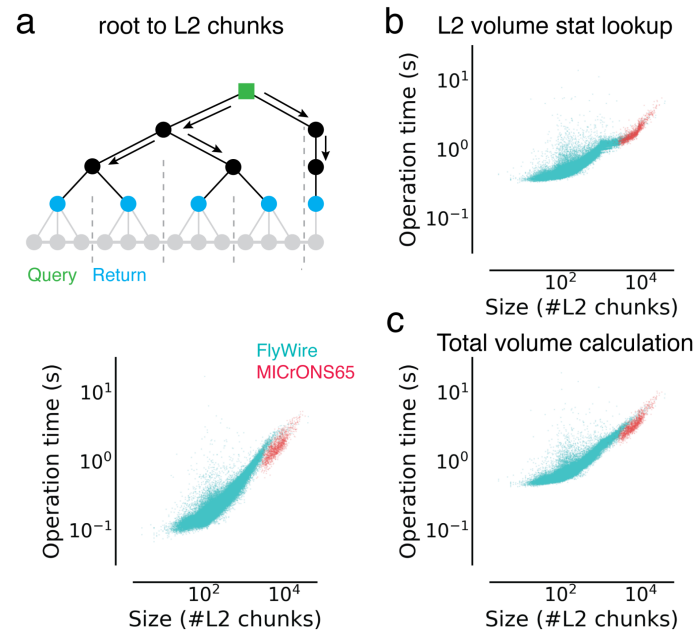 a
root to L2 chunks
Query Return
FlyWire
MICrONS65
Operation time (s)
10¹
10⁰
10⁻¹
10² 10⁴
Size (#L2 chunks)
b
L2 volume stat lookup
Operation time (s)
10¹
10⁰
10⁻¹
10² 10⁴
Size (#L2 chunks)
c
Total volume calculation
Operation time (s)
10¹
10⁰
10⁻¹
10² 10⁴
Size (#L2 chunks)